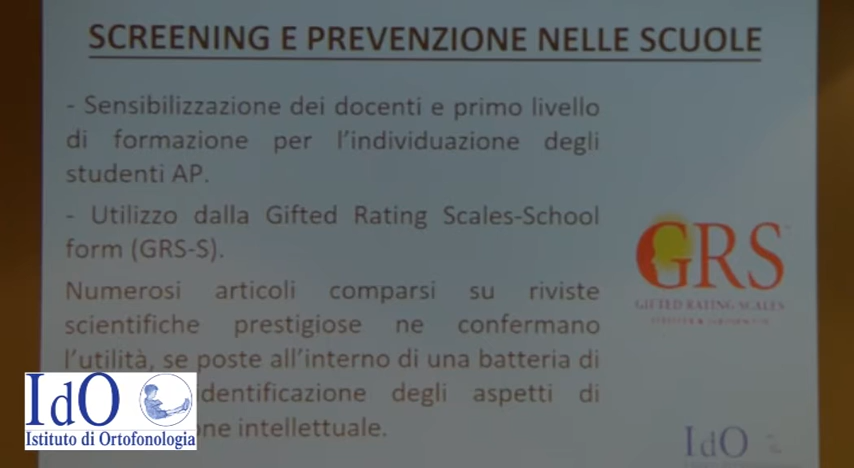 SCREENING E PREVENZIONE NELLE SCUOLE
- Sensibilizzazione dei docenti e primo livello
di formazione per l'individuazione degli
studenti AP.
- Utilizzo dalla Gifted Rating Scales-School
form (GRS-S).
Numerosi articoli comparsi su riviste
scientifiche prestigiose ne confermano
l'utilità, se poste all'interno di una batteria di
identificazione degli aspetti di
one intellettuale.
GRS
GIFTED RATING SCALES
IdO
Istituto di Ortofonologia
IdO